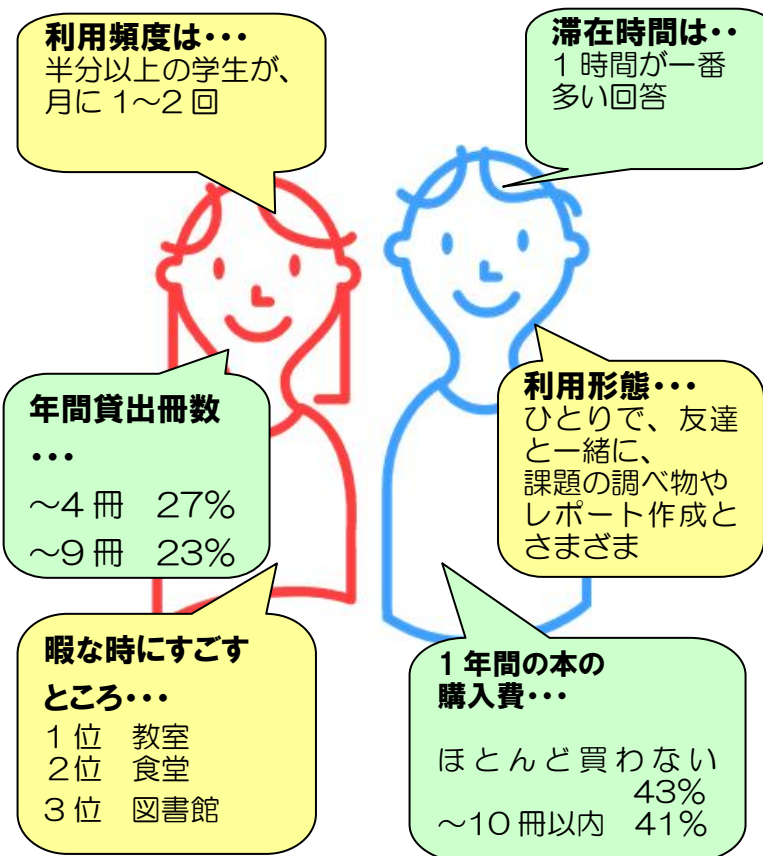 利用頻度は・・・
半分以上の学生が、
月に 1～2 回
滞在時間は・・
1 時間が一番
多い回答
年間貸出冊数
・・・
～4 冊　27%
～9 冊　23%
利用形態・・・
ひとりで、友達
と一緒に、
課題の調べ物や
レポート作成と
さまざま
暇な時にすごす
ところ・・・
1 位　教室
2位　食堂
3 位　図書館
1 年間の本の
購入費・・・
ほとんど買わない
43%
～10 冊以内　41%